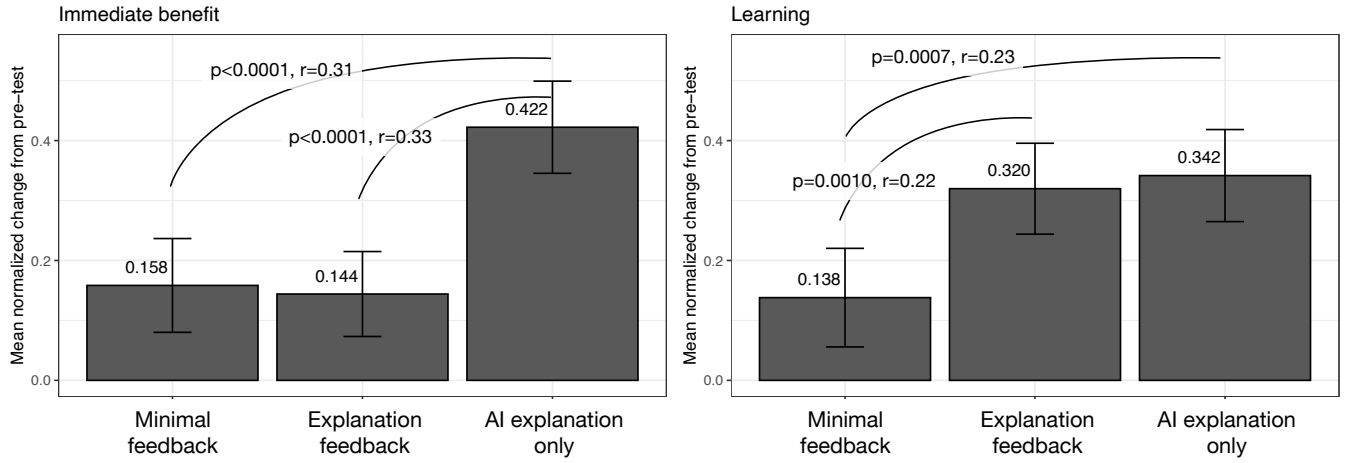 Immediate benefit
Mean normalized change from pre−test
0.4
0.2
0.0
p<0.0001, r=0.31
p<0.0001, r=0.33
0.158
0.144
0.422
Minimal
feedback
Explanation
feedback
AI explanation
only
Learning
Mean normalized change from pre−test
0.4
0.2
0.0
p=0.0007, r=0.23
p=0.0010, r=0.22
0.138
0.320
0.342
Minimal
feedback
Explanation
feedback
AI explanation
only